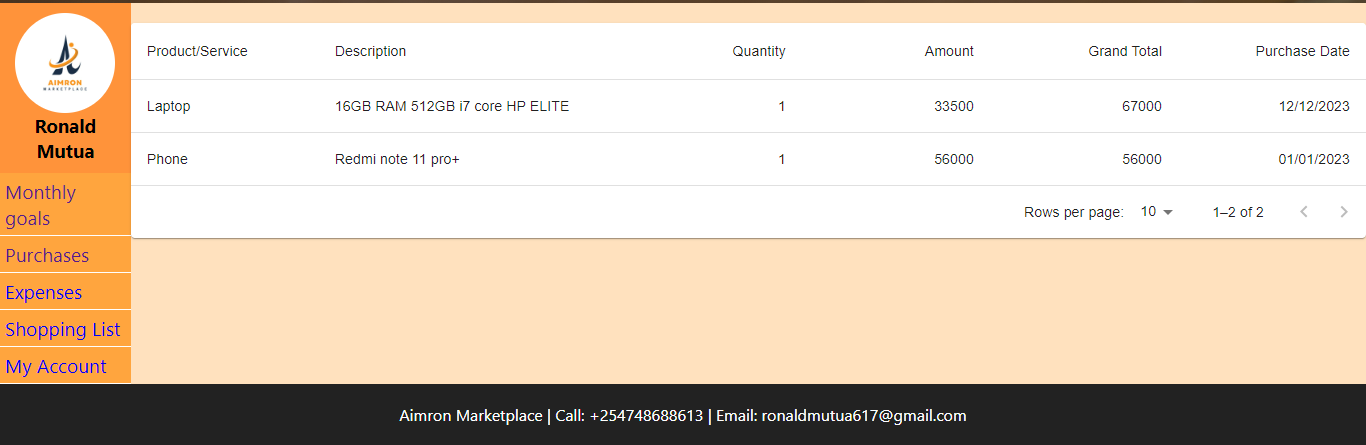 AIMRON
MARKETPLACE
Ronald
Mutua
Monthly
goals
Purchases
Expenses
Shopping List
My Account
Product/Service Description Quantity Amount Grand Total Purchase Date
Laptop 16GB RAM 512GB i7 core HP ELITE 1 33500 67000 12/12/2023
Phone Redmi note 11 pro+ 1 56000 56000 01/01/2023
Rows per page: 10 1–2 of 2
Aimron Marketplace | Call: +254748688613 | Email: ronaldmutua617@gmail.com